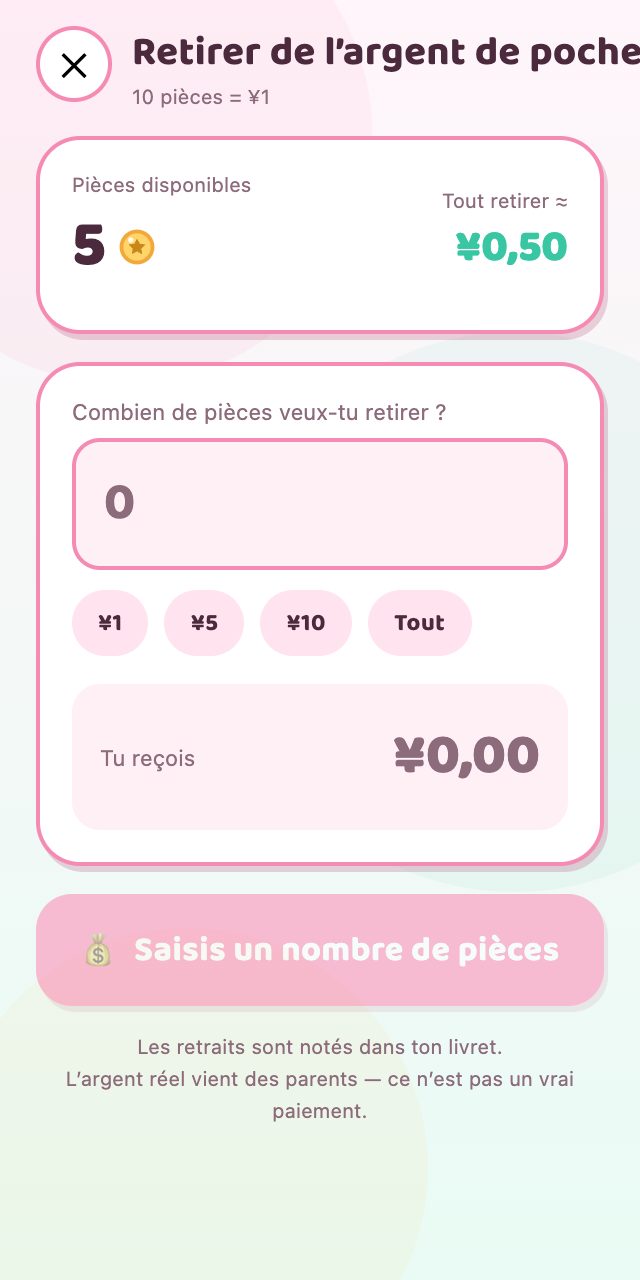 Retirer de l’argent de poche
10 pièces = ¥1
Pièces disponibles
5
Tout retirer ≈
¥0,50
Combien de pièces veux-tu retirer ?
0
¥1 ¥5 ¥10 Tout
Tu reçois ¥0,00
Saisis un nombre de pièces
Les retraits sont notés dans ton livret.
L’argent réel vient des parents — ce n’est pas un vrai
paiement.